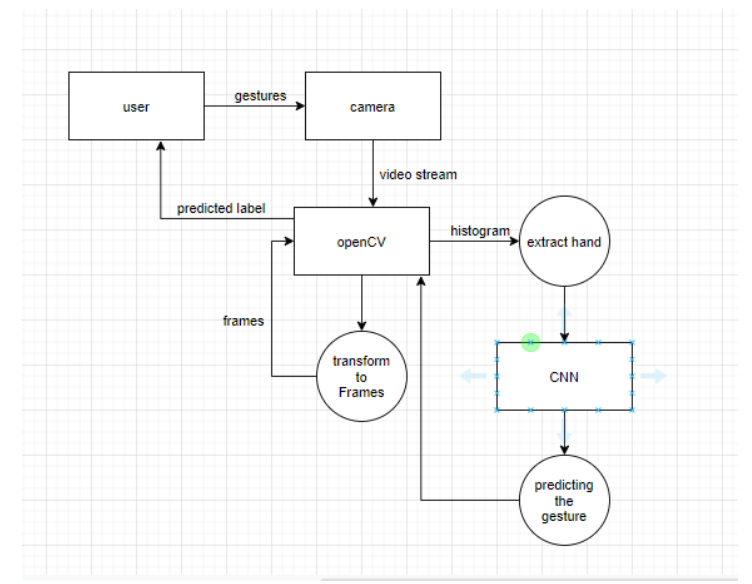 user
gestures
camera
video stream
predicted label
openCV
histogram
extract hand
frames
transform
to
Frames
CNN
predicting
the
gesture